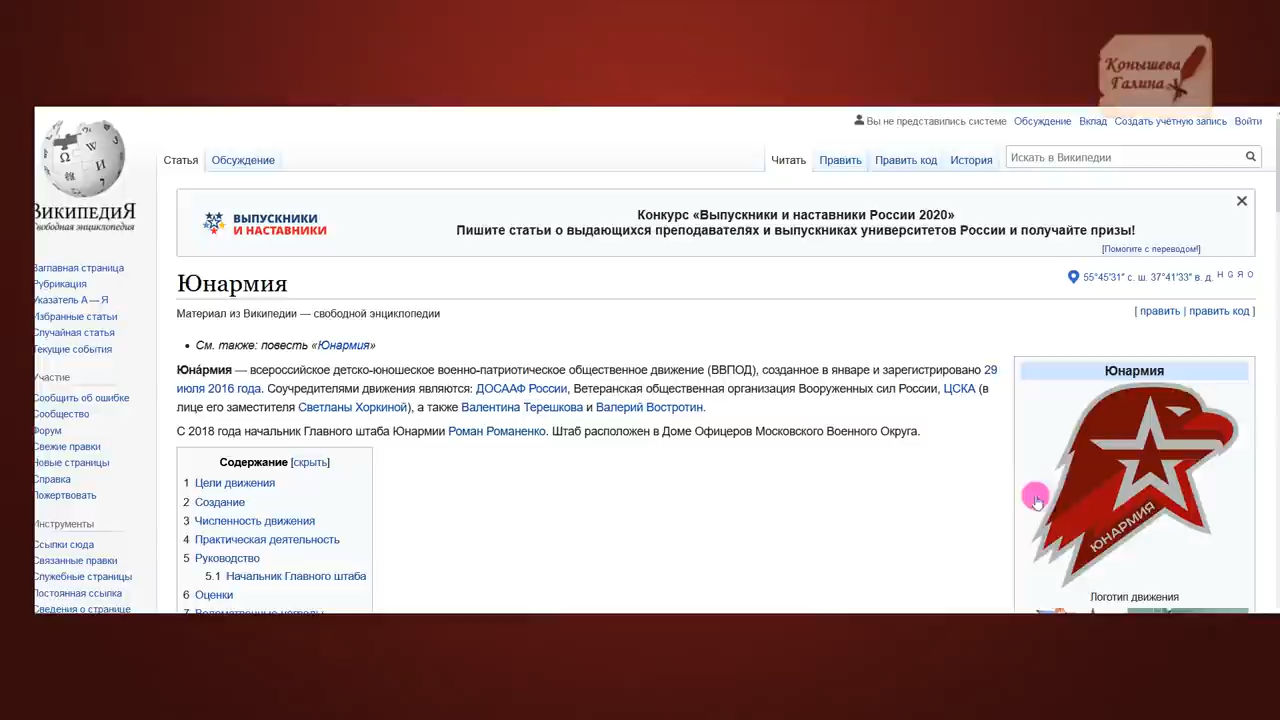 Конышева
Галина
Вы не представились системе Обсуждение Вклад Создать учётную запись Войти
Статья Обсуждение Читать Править Править код История Искать в Википедии
ВикипедиЯ
Свободная энциклопедия
ВЫПУСКНИКИ
И НАСТАВНИКИ
Конкурс «Выпускники и наставники России 2020»
Пишите статьи о выдающихся преподавателях и выпускниках университетов России и получайте призы!
[Помогите с переводом!]
Заглавная страница
Рубрикация
Указатель А — Я
Избранные статьи
Случайная статья
Текущие события
Участие
Сообщить об ошибке
Сообщество
Форум
Свежие правки
Новые страницы
Справка
Пожертвовать
Инструменты
Ссылки сюда
Связанные правки
Служебные страницы
Постоянная ссылка
Сведения о странице
Юнармия
55°45′31″ с. ш. 37°41′33″ в. д. H G Я O
Материал из Википедии — свободной энциклопедии
[ править | править код ]
• См. также: повесть «Юнармия»
Юна́рмия — всероссийское детско-юношеское военно-патриотическое общественное движение (ВВПОД), созданное в январе и зарегистрировано 29
июля 2016 года. Соучредителями движения являются: ДОСААФ России, Ветеранская общественная организация Вооруженных сил России, ЦСКА (в
лице его заместителя Светланы Хоркиной), а также Валентина Терешкова и Валерий Востротин.
С 2018 года начальник Главного штаба Юнармии Роман Романенко. Штаб расположен в Доме Офицеров Московского Военного Округа.
Содержание [скрыть]
1 Цели движения
2 Создание
3 Численность движения
4 Практическая деятельность
5 Руководство
5.1 Начальник Главного штаба
6 Оценки
7 Ведомственные награды
Юнармия
ЮНАРМИЯ
Логотип движения